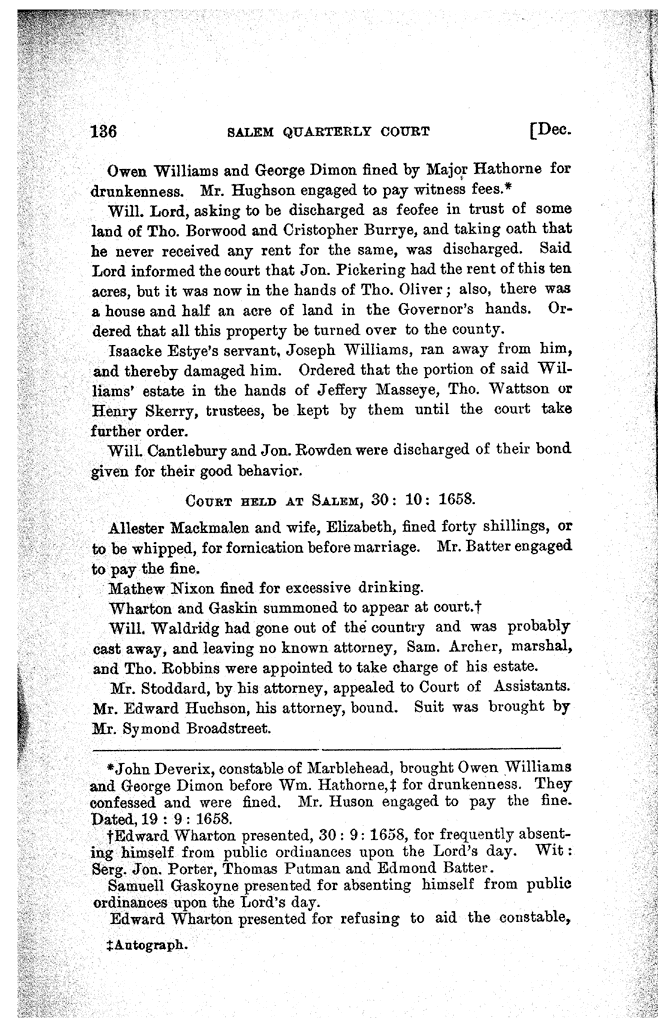 136 SALEM QUARTERLY COURT [Dec.
Owen Williams and George Dimon fined by Major Hathorne for
drunkenness. Mr. Hughson engaged to pay witness fees.*
Will. Lord, asking to be discharged as feofee in trust of some
land of Tho. Borwood and Cristopher Burrye, and taking oath that
he never received any rent for the same, was discharged. Said
Lord informed the court that Jon. Pickering had the rent of this ten
acres, but it was now in the hands of Tho. Oliver; also, there was
a house and half an acre of land in the Governor's hands. Or-
dered that all this property be turned over to the county.
Isaacke Estye's servant, Joseph Williams, ran away from him,
and thereby damaged him. Ordered that the portion of said Wil-
liams' estate in the hands of Jeffery Masseye, Tho. Wattson or
Henry Skerry, trustees, be kept by them until the court take
further order.
Will. Cantlebury and Jon. Rowden were discharged of their bond
given for their good behavior.
COURT HELD AT SALEM, 30: 10: 1658.
Allester Mackmalen and wife, Elizabeth, fined forty shillings, or
to be whipped, for fornication before marriage. Mr. Batter engaged
to pay the fine.
Mathew Nixon fined for excessive drinking.
Wharton and Gaskin summoned to appear at court.†
Will. Waldridg had gone out of the country and was probably
cast away, and leaving no known attorney, Sam. Archer, marshal,
and Tho. Robbins were appointed to take charge of his estate.
Mr. Stoddard, by his attorney, appealed to Court of Assistants.
Mr. Edward Huchson, his attorney, bound. Suit was brought by
Mr. Symond Broadstreet.
*John Deverix, constable of Marblehead, brought Owen Williams
and George Dimon before Wm. Hathorne,‡ for drunkenness. They
confessed and were fined. Mr. Huson engaged to pay the fine.
Dated, 19 : 9 : 1658.
†Edward Wharton presented, 30 : 9 : 1658, for frequently absent-
ing himself from public ordinances upon the Lord's day. Wit :
Serg. Jon. Porter, Thomas Putman and Edmond Batter.
Samuell Gaskoyne presented for absenting himself from public
ordinances upon the Lord's day.
Edward Wharton presented for refusing to aid the constable,
‡Autograph.